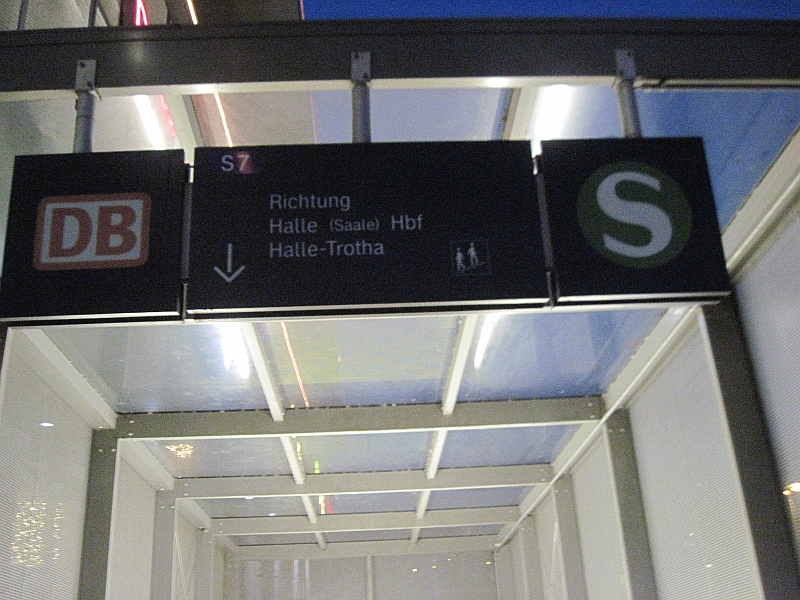 DB
S7
Richtung
Halle (Saale) Hbf
Halle-Trotha
S